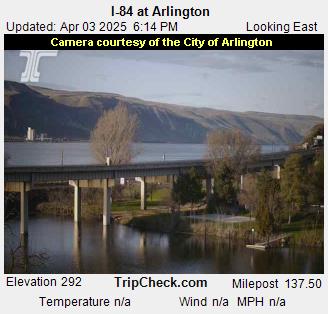 I-84 at Arlington
Updated: Apr 03 2025 6:14 PM Looking East
Camera courtesy of the City of Arlington
Elevation 292 TripCheck.com Milepost 137.50
Temperature n/a Wind n/a MPH n/a